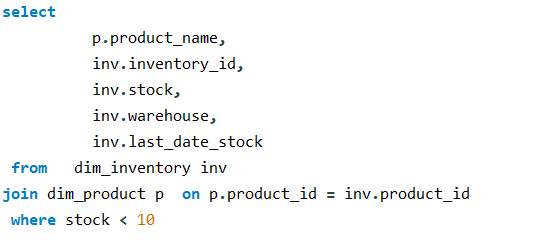 select
p.product_name,
inv.inventory_id,
inv.stock,
inv.warehouse,
inv.last_date_stock
from dim_inventory inv
join dim_product p on p.product_id = inv.product_id
where stock < 10